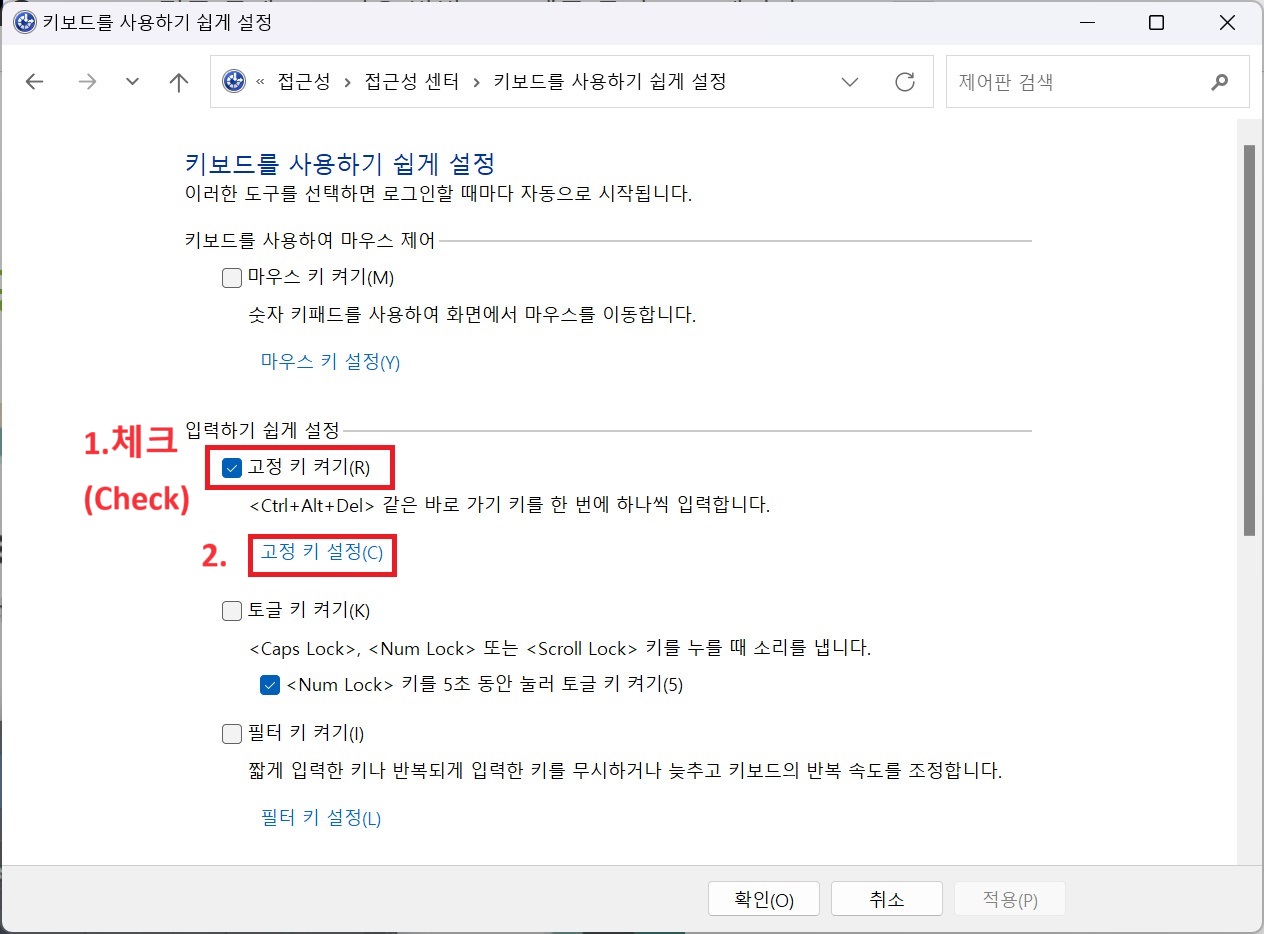 키보드를 사용하기 쉽게 설정
« 접근성 › 접근성 센터 › 키보드를 사용하기 쉽게 설정
제어판 검색
키보드를 사용하기 쉽게 설정
이러한 도구를 선택하면 로그인할 때마다 자동으로 시작됩니다.
키보드를 사용하여 마우스 제어
마우스 키 켜기(M)
숫자 키패드를 사용하여 화면에서 마우스를 이동합니다.
마우스 키 설정(Y)
입력하기 쉽게 설정
1.체크
(Check)
고정 키 켜기(R)
<Ctrl+Alt+Del> 같은 바로 가기 키를 한 번에 하나씩 입력합니다.
2.
고정 키 설정(C)
토글 키 켜기(K)
<Caps Lock>, <Num Lock> 또는 <Scroll Lock> 키를 누를 때 소리를 냅니다.
<Num Lock> 키를 5초 동안 눌러 토글 키 켜기(5)
필터 키 켜기(I)
짧게 입력한 키나 반복되게 입력한 키를 무시하거나 늦추고 키보드의 반복 속도를 조정합니다.
필터 키 설정(L)
확인(O)
취소
적용(P)